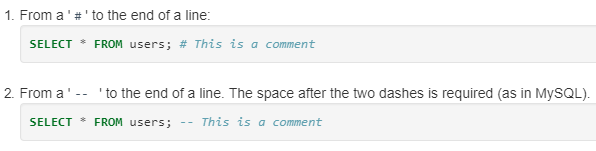 1. From a ' # ' to the end of a line:
SELECT * FROM users; # This is a comment
2. From a ' --  ' to the end of a line. The space after the two dashes is required (as in MySQL).
SELECT * FROM users; -- This is a comment